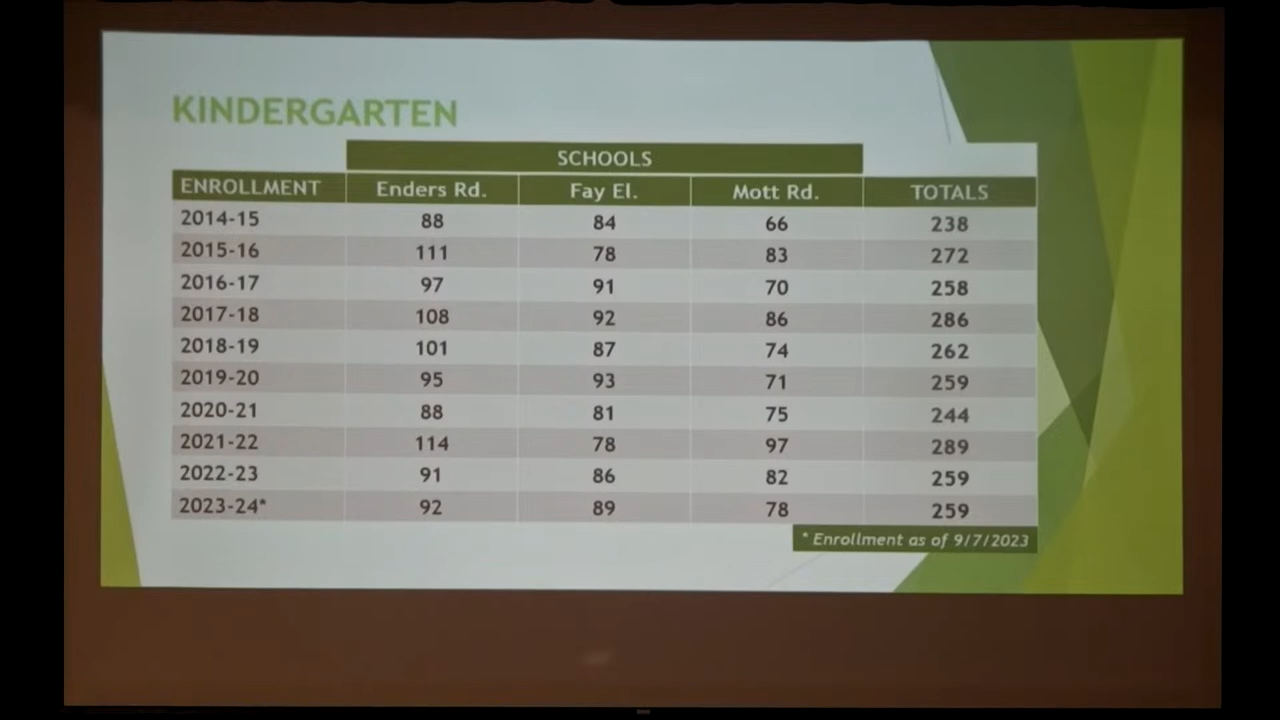 KINDERGARTEN
SCHOOLS
ENROLLMENT Enders Rd. Fay El. Mott Rd. TOTALS
2014-15 88 84 66 238
2015-16 111 78 83 272
2016-17 97 91 70 258
2017-18 108 92 86 286
2018-19 101 87 74 262
2019-20 95 93 71 259
2020-21 88 81 75 244
2021-22 114 78 97 289
2022-23 91 86 82 259
2023-24* 92 89 78 259
* Enrollment as of 9/7/2023